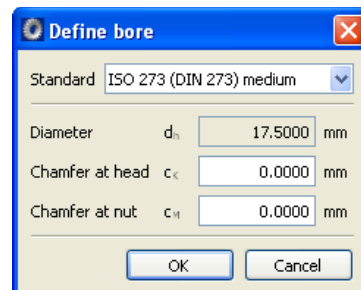 Define bore
Standard ISO 273 (DIN 273) medium
Diameter dh 17.5000 mm
Chamfer at head cK 0.0000 mm
Chamfer at nut cM 0.0000 mm
OK Cancel